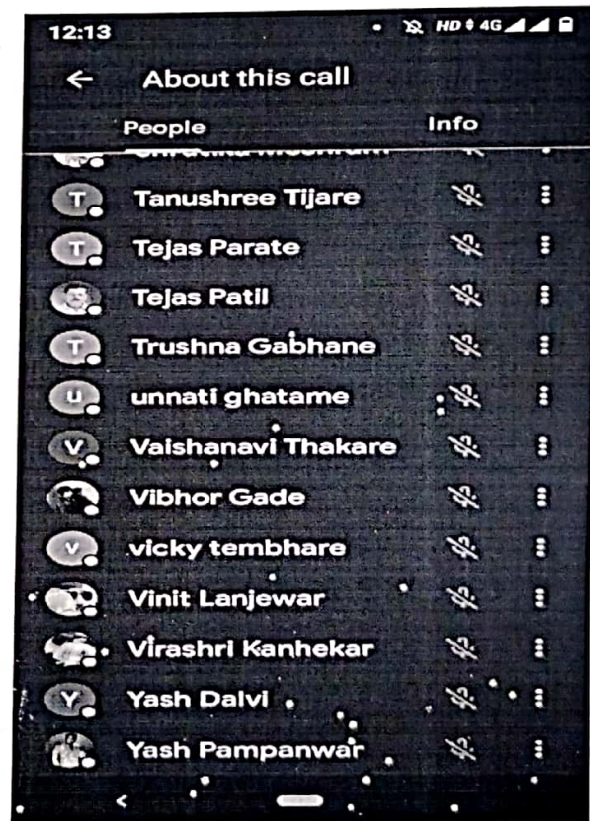 12:13 HD 4G
← About this call
People Info
T Tanushree Tijare
T Tejas Parate
Tejas Patil
T Trushna Gabhane
u unnati ghatame
V Vaishanavi Thakare
Vibhor Gade
v vicky tembhare
Vinit Lanjewar
Virashri Kanhekar
Y Yash Dalvi
Yash Pampanwar